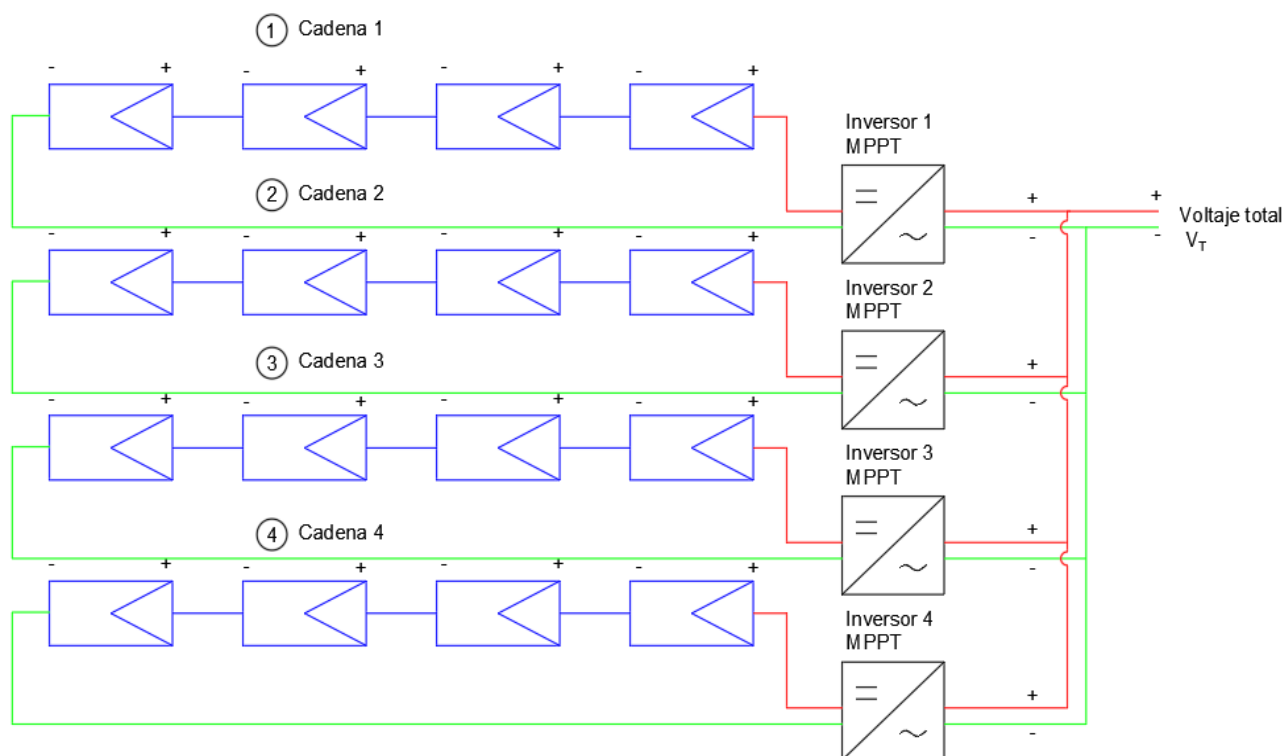 1 Cadena 1
- + - + - + - +
Inversor 1
MPPT
+ +
Voltaje total
- -
V_T
2 Cadena 2
- + - + - + - +
Inversor 2
MPPT
+
-
3 Cadena 3
- + - + - + - +
Inversor 3
MPPT
+
-
4 Cadena 4
- + - + - + - +
Inversor 4
MPPT
+
-